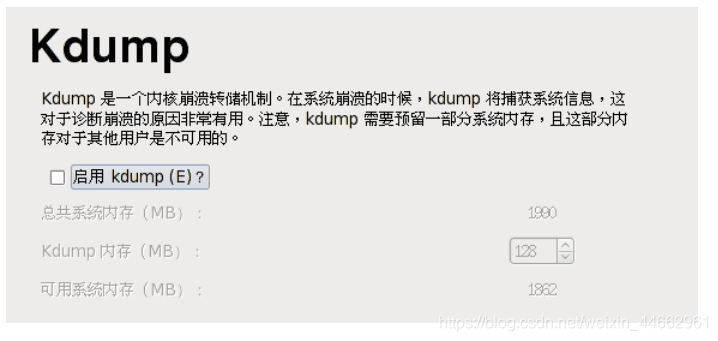 Kdump
Kdump 是一个内核崩溃转储机制。在系统崩溃的时候，kdump 将捕获系统信息，这
对于诊断崩溃的原因非常有用。注意，kdump 需要预留一部分系统内存，且这部分内
存对于其他用户是不可用的。
启用 kdump (E)？
总共系统内存（MB）： 1990
Kdump 内存（MB）： 128
可用系统内存（MB）： 1862
https://blog.csdn.net/weixin_44662961